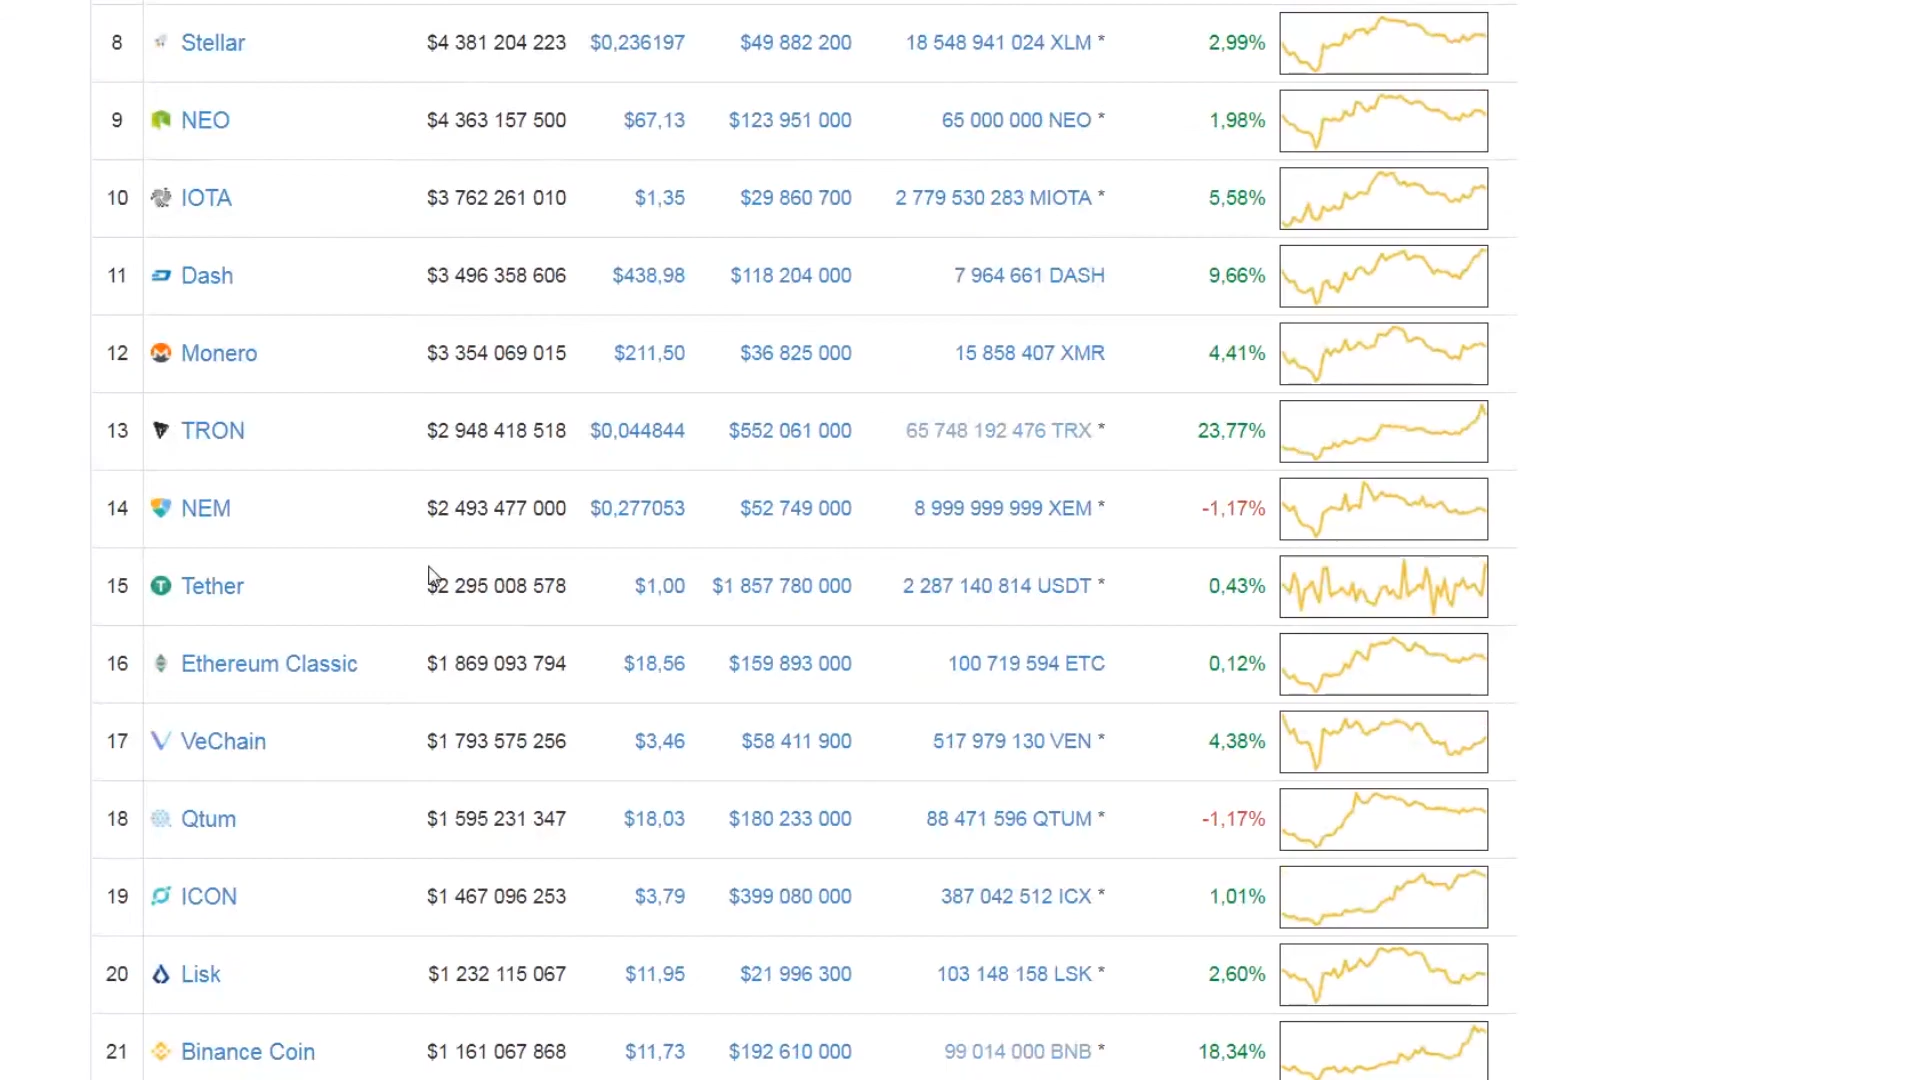 8 Stellar $4 381 204 223 $0,236197 $49 882 200 18 548 941 024 XLM * 2,99%
9 NEO $4 363 157 500 $67,13 $123 951 000 65 000 000 NEO * 1,98%
10 IOTA $3 762 261 010 $1,35 $29 860 700 2 779 530 283 MIOTA * 5,58%
11 Dash $3 496 358 606 $438,98 $118 204 000 7 964 661 DASH 9,66%
12 Monero $3 354 069 015 $211,50 $36 825 000 15 858 407 XMR 4,41%
13 TRON $2 948 418 518 $0,044844 $552 061 000 65 748 192 476 TRX * 23,77%
14 NEM $2 493 477 000 $0,277053 $52 749 000 8 999 999 999 XEM * -1,17%
15 Tether $2 295 008 578 $1,00 $1 857 780 000 2 287 140 814 USDT * 0,43%
16 Ethereum Classic $1 869 093 794 $18,56 $159 893 000 100 719 594 ETC 0,12%
17 VeChain $1 793 575 256 $3,46 $58 411 900 517 979 130 VEN * 4,38%
18 Qtum $1 595 231 347 $18,03 $180 233 000 88 471 596 QTUM * -1,17%
19 ICON $1 467 096 253 $3,79 $399 080 000 387 042 512 ICX * 1,01%
20 Lisk $1 232 115 067 $11,95 $21 996 300 103 148 158 LSK * 2,60%
21 Binance Coin $1 161 067 868 $11,73 $192 610 000 99 014 000 BNB * 18,34%